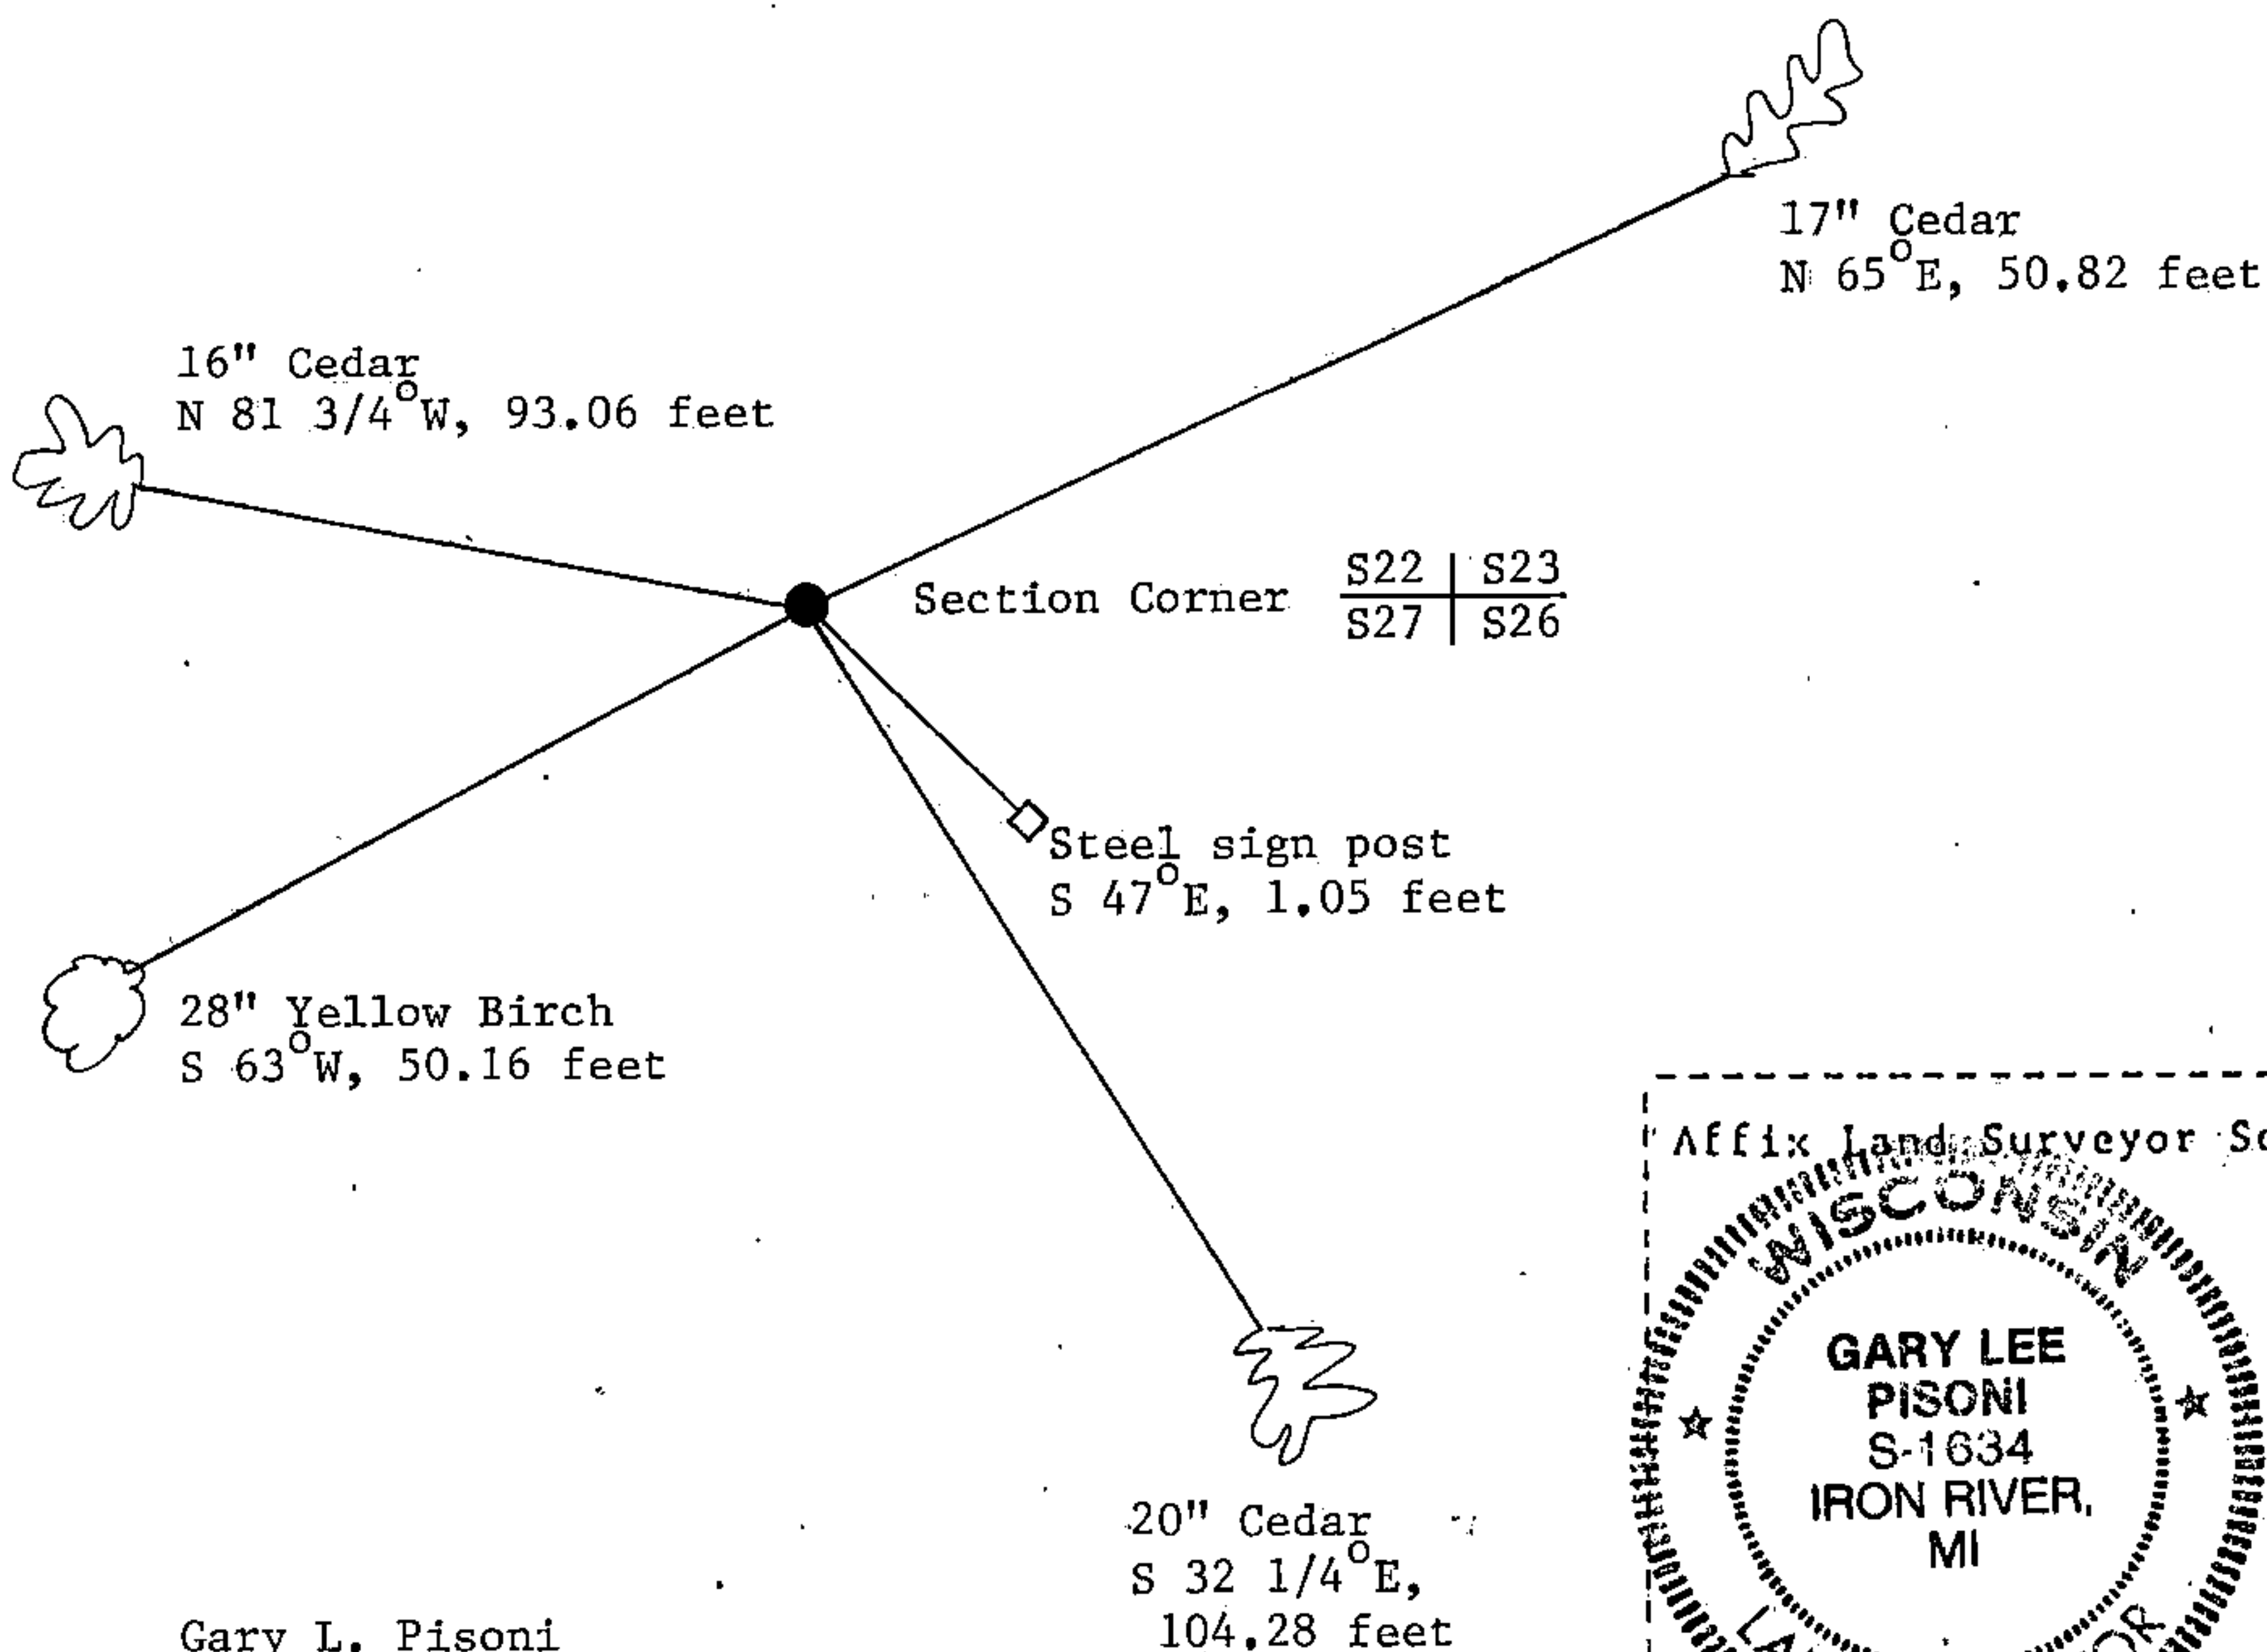 17" Cedar
N 65°E, 50.82 feet
16" Cedar
N 81 3/4°W, 93.06 feet
Section Corner
S22 | S23
S27 | S26
Steel sign post
S 47°E, 1.05 feet
28" Yellow Birch
S 63°W, 50.16 feet
20" Cedar
S 32 1/4°E,
104.28 feet
Gary L. Pisoni
Affix Land Surveyor
WISCONSIN
GARY LEE
PISONI
S-1634
IRON RIVER,
MI